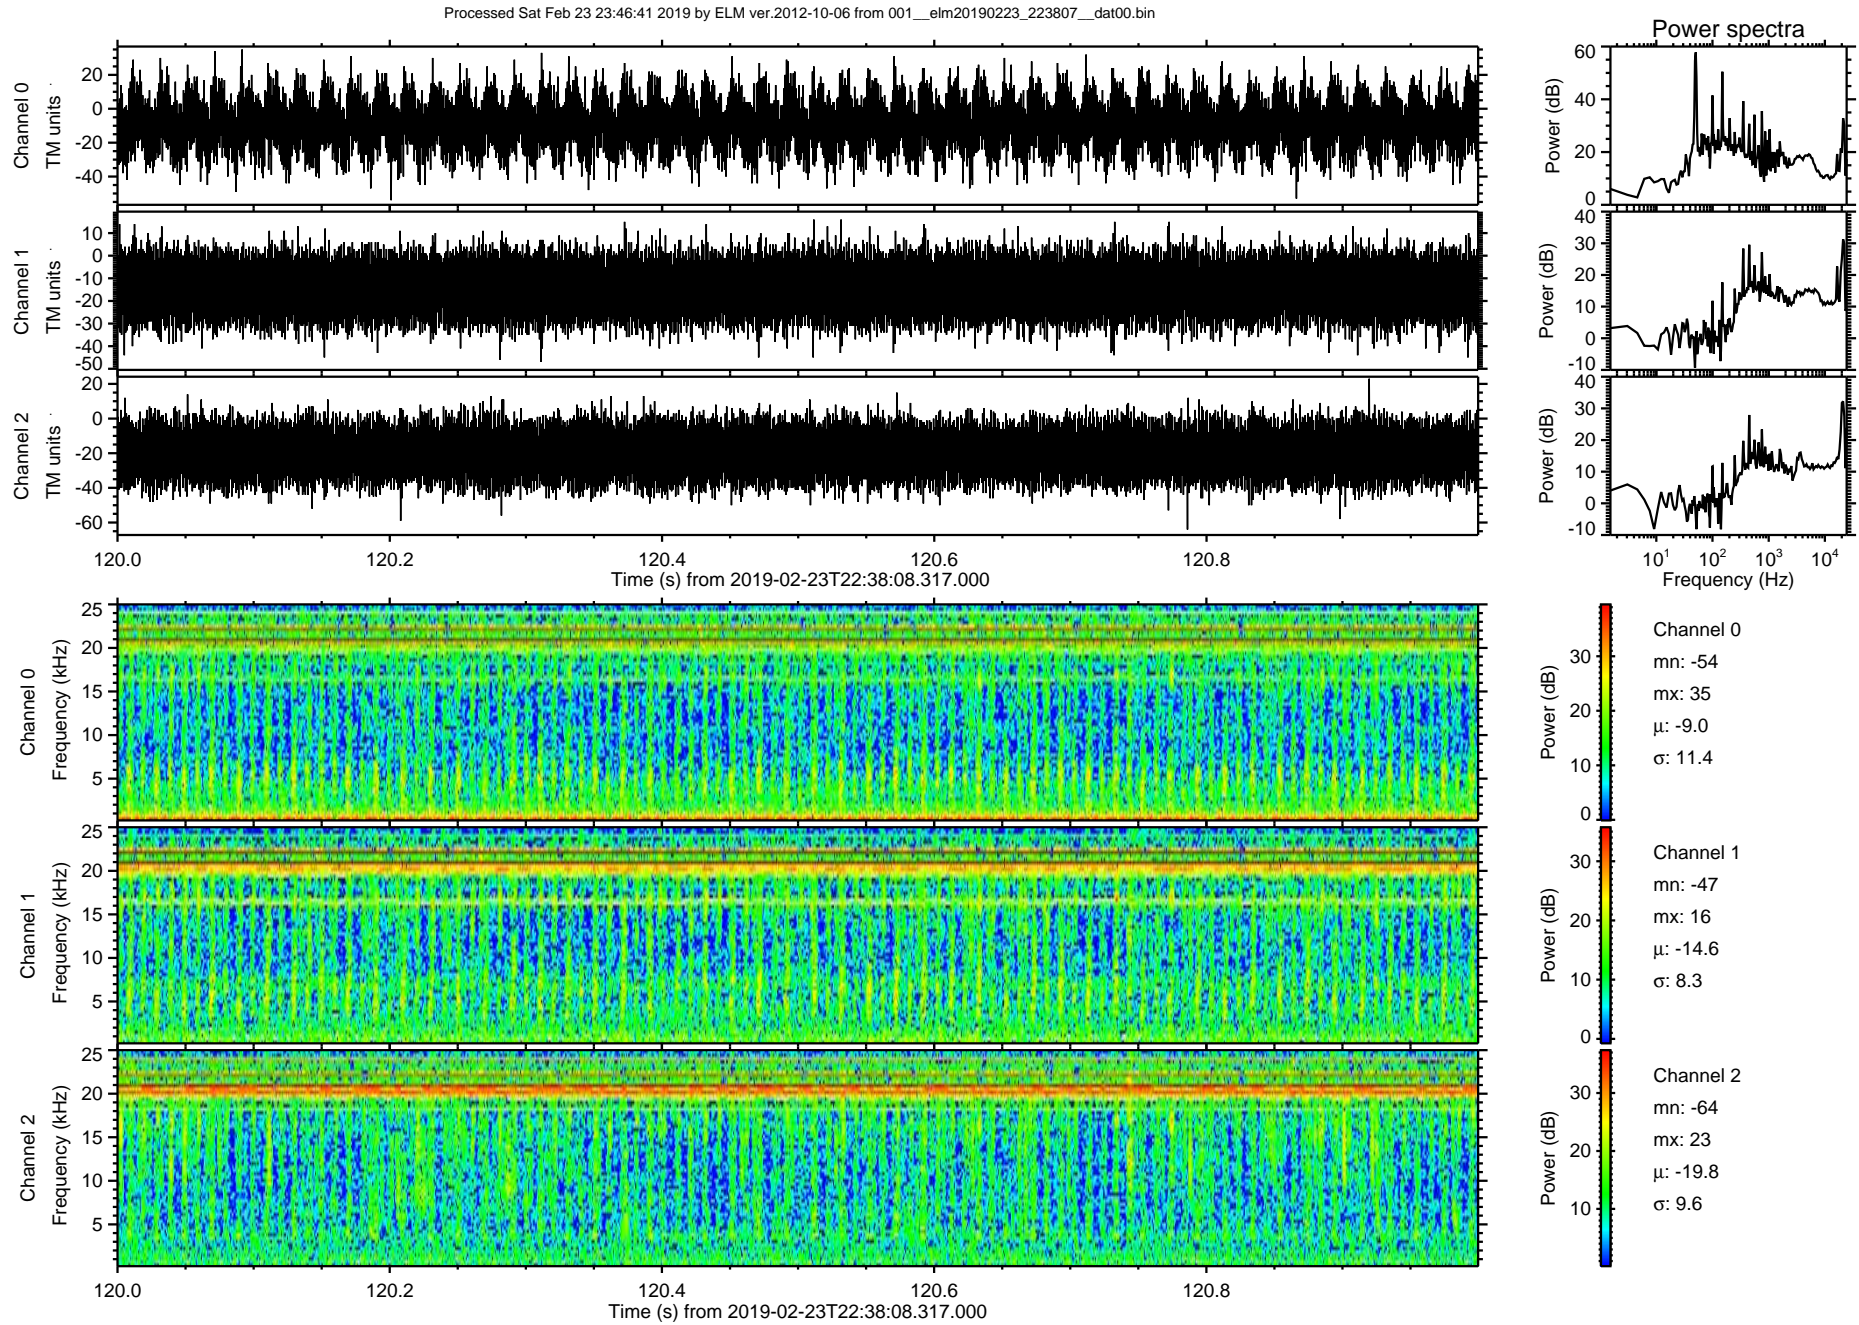 Processed Sat Feb 23 23:46:41 2019 by ELM ver.2012-10-06 from 001__elm20190223_223807__dat00.bin
Power spectra
Channel 0
TM units
20
0
-20
-40
Power (dB)
60
40
20
0
Channel 1
TM units
10
0
-10
-20
-30
-40
-50
Power (dB)
40
30
20
10
0
-10
Channel 2
TM units
20
0
-20
-40
-60
Power (dB)
40
30
20
10
0
-10
120.0 120.2 120.4 120.6 120.8
Time (s) from 2019-02-23T22:38:08.317.000
10^1 10^2 10^3 10^4
Frequency (Hz)
Channel 0
Frequency (kHz)
25
20
15
10
5
Power (dB)
30
20
10
0
Channel 0
mn: -54
mx: 35
μ: -9.0
σ: 11.4
Channel 1
Frequency (kHz)
25
20
15
10
5
Power (dB)
30
20
10
0
Channel 1
mn: -47
mx: 16
μ: -14.6
σ: 8.3
Channel 2
Frequency (kHz)
25
20
15
10
5
Power (dB)
30
20
10
Channel 2
mn: -64
mx: 23
μ: -19.8
σ: 9.6
120.0 120.2 120.4 120.6 120.8
Time (s) from 2019-02-23T22:38:08.317.000